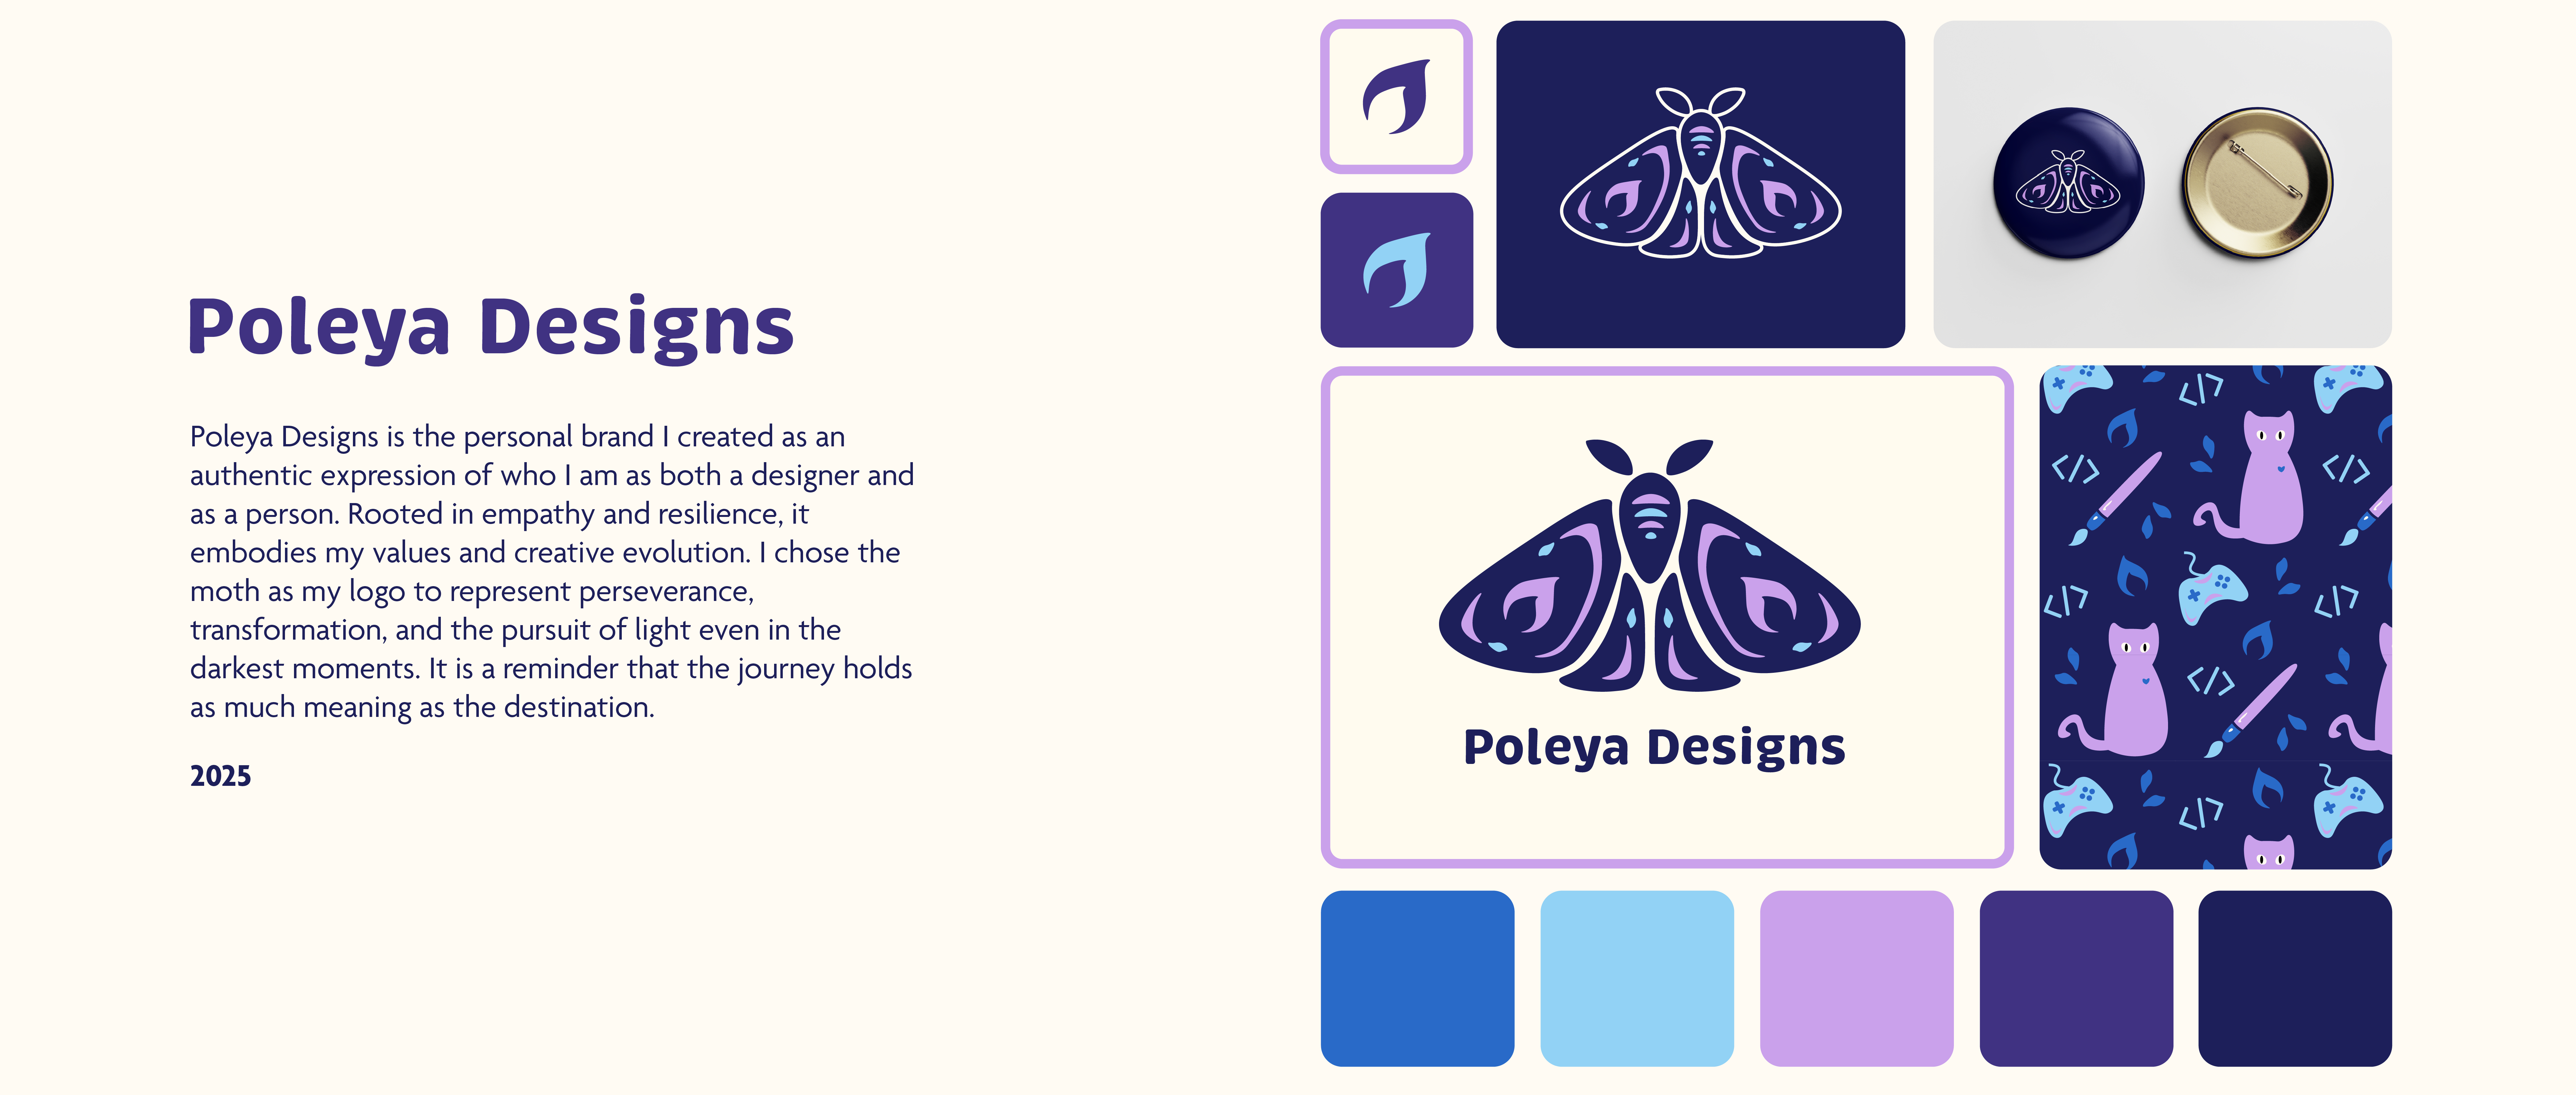 Poleya Designs
Poleya Designs is the personal brand I created as an
authentic expression of who I am as both a designer and
as a person. Rooted in empathy and resilience, it
embodies my values and creative evolution. I chose the
moth as my logo to represent perseverance,
transformation, and the pursuit of light even in the
darkest moments. It is a reminder that the journey holds
as much meaning as the destination.
2025
Poleya Designs